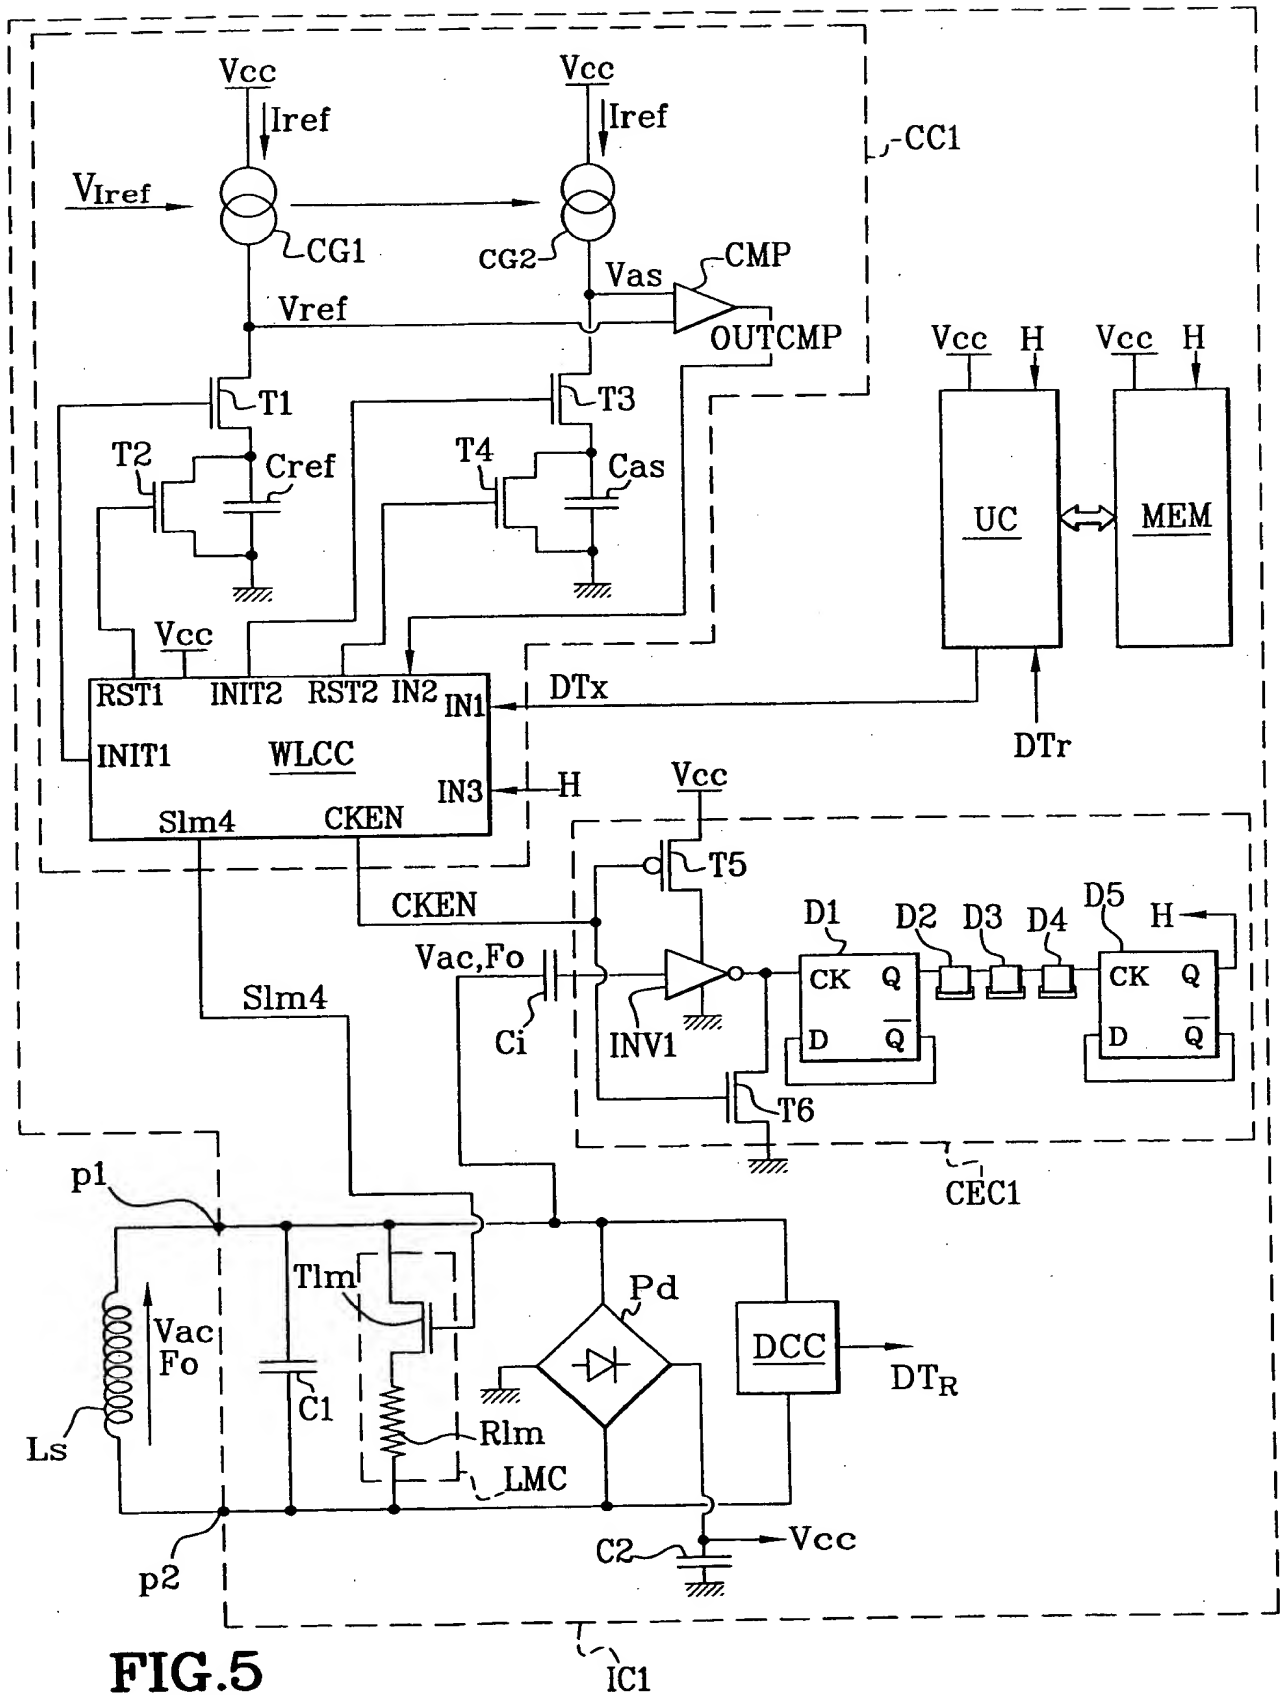 Vcc
Vcc
Iref
Iref
CC1
VIref
CG1
CG2
Vas
CMP
Vref
OUTCMP
Vcc
H
Vcc
H
T1
T3
T2
Cref
T4
Cas
UC
MEM
Vcc
RST1
INIT2
RST2
IN2
IN1
DTx
DTr
INIT1
WLCC
IN3
H
Vcc
Slm4
CKEN
T5
CKEN
D1
D2
D3
D4
D5
H
Vac,Fo
CK
Q
CK
Q
Slm4
Ci
INV1
D
Q
D
Q
T6
p1
CEC1
Tlm
Pd
Vac
Fo
DCC
DTR
C1
Ls
Rlm
LMC
C2
Vcc
p2
FIG.5
IC1